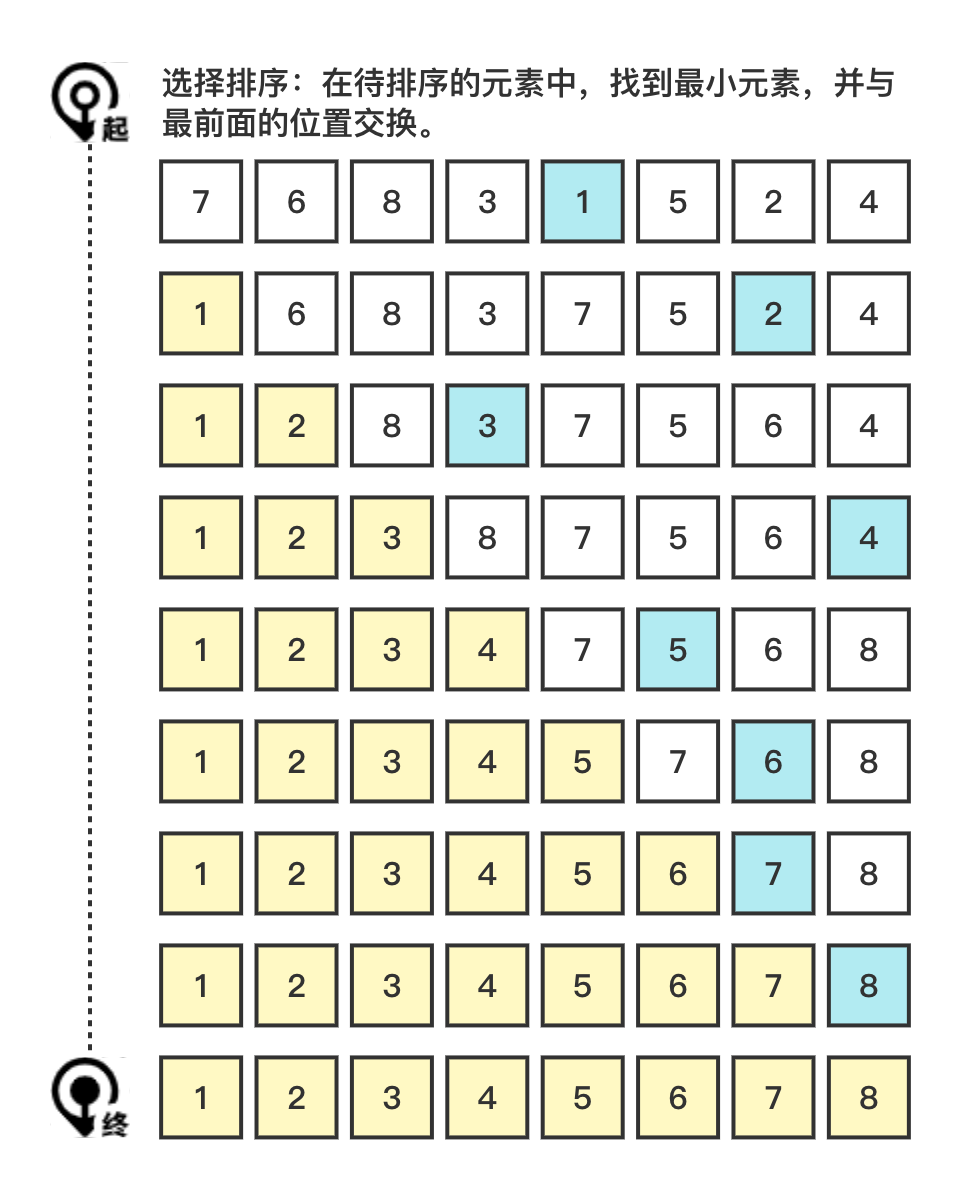 选择排序：在待排序的元素中，找到最小元素，并与
最前面的位置交换。
起
7 6 8 3 1 5 2 4
1 6 8 3 7 5 2 4
1 2 8 3 7 5 6 4
1 2 3 8 7 5 6 4
1 2 3 4 7 5 6 8
1 2 3 4 5 7 6 8
1 2 3 4 5 6 7 8
1 2 3 4 5 6 7 8
1 2 3 4 5 6 7 8
终